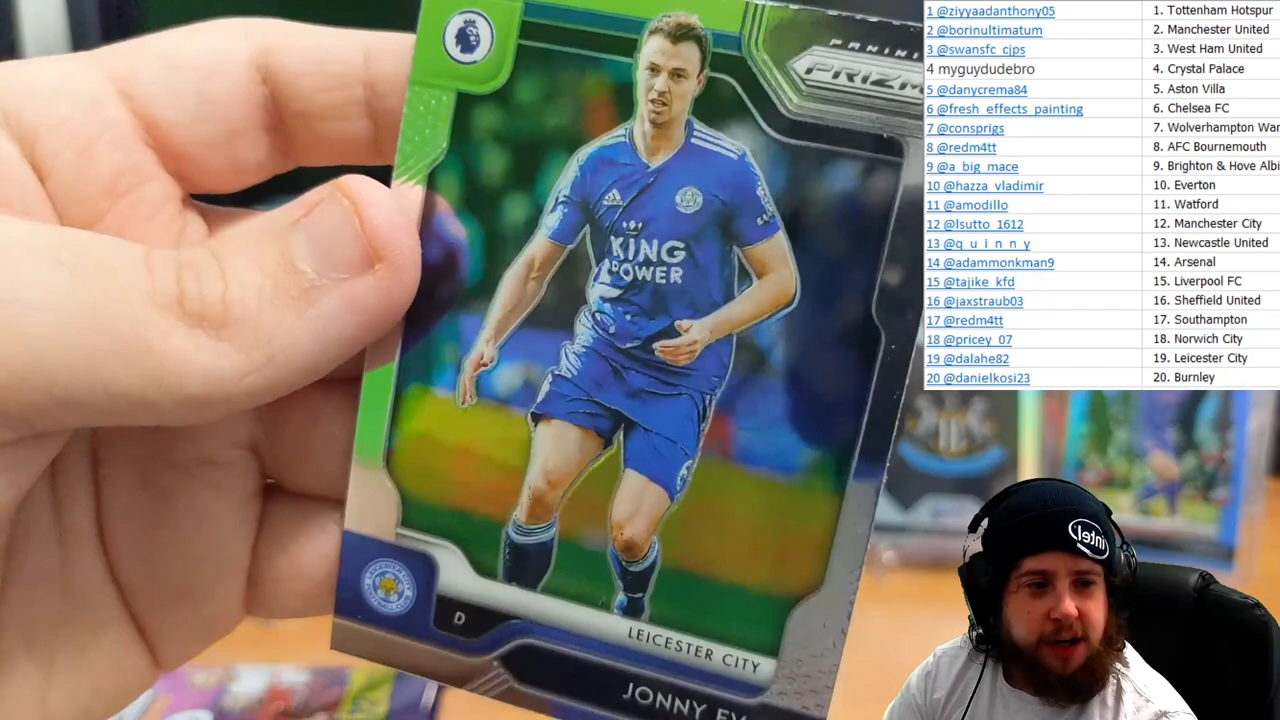 PANINI
PRIZM
KING
POWER
D
LEICESTER CITY
JONNY EV
1 @ziyyaadanthony05 1. Tottenham Hotspur
2 @borinultimatum 2. Manchester United
3 @swansfc_cjps 3. West Ham United
4 myguydudebro 4. Crystal Palace
5 @danycrema84 5. Aston Villa
6 @fresh_effects_painting 6. Chelsea FC
7 @consprigs 7. Wolverhampton Wan
8 @redm4tt 8. AFC Bournemouth
9 @a_big_mace 9. Brighton & Hove Albi
10 @hazza_vladimir 10. Everton
11 @amodillo 11. Watford
12 @lsutto_1612 12. Manchester City
13 @q_u_i_n_n_y 13. Newcastle United
14 @adammonkman9 14. Arsenal
15 @tajike_kfd 15. Liverpool FC
16 @jaxstraub03 16. Sheffield United
17 @redm4tt 17. Southampton
18 @pricey_07 18. Norwich City
19 @dalahe82 19. Leicester City
20 @danielkosi23 20. Burnley
intel